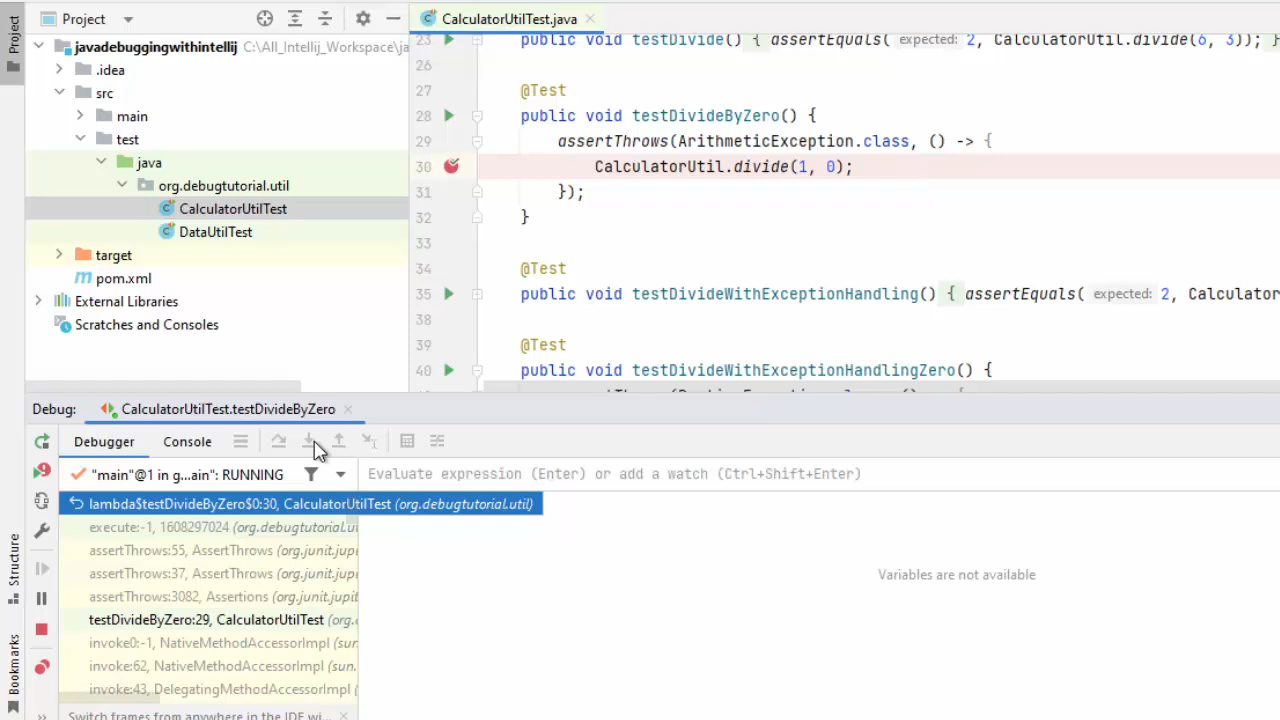 Project
Project
javadebuggingwithintellij C:\All_Intellij_Workspace\ja
.idea
src
main
test
java
org.debugtutorial.util
CalculatorUtilTest
DataUtilTest
target
pom.xml
External Libraries
Scratches and Consoles
CalculatorUtilTest.java
23 public void testDivide() { assertEquals( expected: 2, CalculatorUtil.divide(6, 3)); }
26
27 @Test
28 public void testDivideByZero() {
29 assertThrows(ArithmeticException.class, () -> {
30 CalculatorUtil.divide(1, 0);
31 });
32 }
33
34 @Test
35 public void testDivideWithExceptionHandling() { assertEquals( expected: 2, Calculator
38
39 @Test
40 public void testDivideWithExceptionHandlingZero() {
Debug: CalculatorUtilTest.testDivideByZero
Debugger Console
9
"main"@1 in g...ain": RUNNING
Evaluate expression (Enter) or add a watch (Ctrl+Shift+Enter)
lambda$testDivideByZero$0:30, CalculatorUtilTest (org.debugtutorial.util)
execute:-1, 1608297024 (org.debugtutorial.ut
assertThrows:55, AssertThrows (org.junit.jupi
assertThrows:37, AssertThrows (org.junit.jupi
assertThrows:3082, Assertions (org.junit.jupit
testDivideByZero:29, CalculatorUtilTest (org.
invoke0:-1, NativeMethodAccessorImpl (sun.
invoke:62, NativeMethodAccessorImpl (sun.
invoke:43, DelegatingMethodAccessorImpl (
Switch frames from anywhere in the IDE wi...
Variables are not available
Structure
Bookmarks